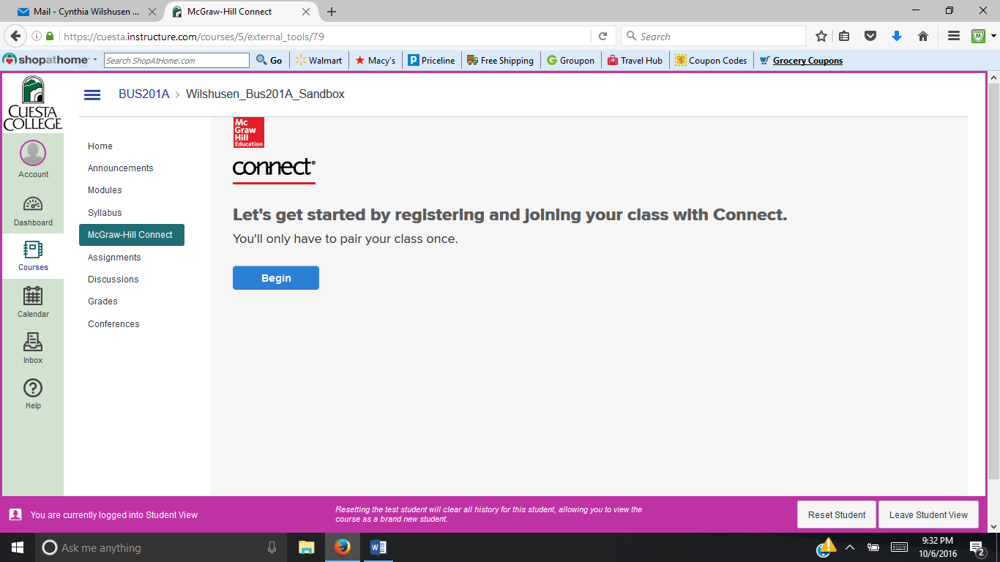 Mail - Cynthia Wilshusen ...
McGraw-Hill Connect
https://cuesta.instructure.com/courses/5/external_tools/79
Search
shopathome
Search ShopAtHome.com
Go
Walmart
Macy's
Priceline
Free Shipping
Groupon
Travel Hub
Coupon Codes
Grocery Coupons
CUESTA
COLLEGE
BUS201A > Wilshusen_Bus201A_Sandbox
Account
Dashboard
Courses
Calendar
Inbox
Help
Home
Announcements
Modules
Syllabus
McGraw-Hill Connect
Assignments
Discussions
Grades
Conferences
Mc
Graw
Hill
Education
connect®
Let's get started by registering and joining your class with Connect.
You'll only have to pair your class once.
Begin
You are currently logged into Student View
Resetting the test student will clear all history for this student, allowing you to view the
course as a brand new student.
Reset Student
Leave Student View
Ask me anything
9:32 PM
10/6/2016
2